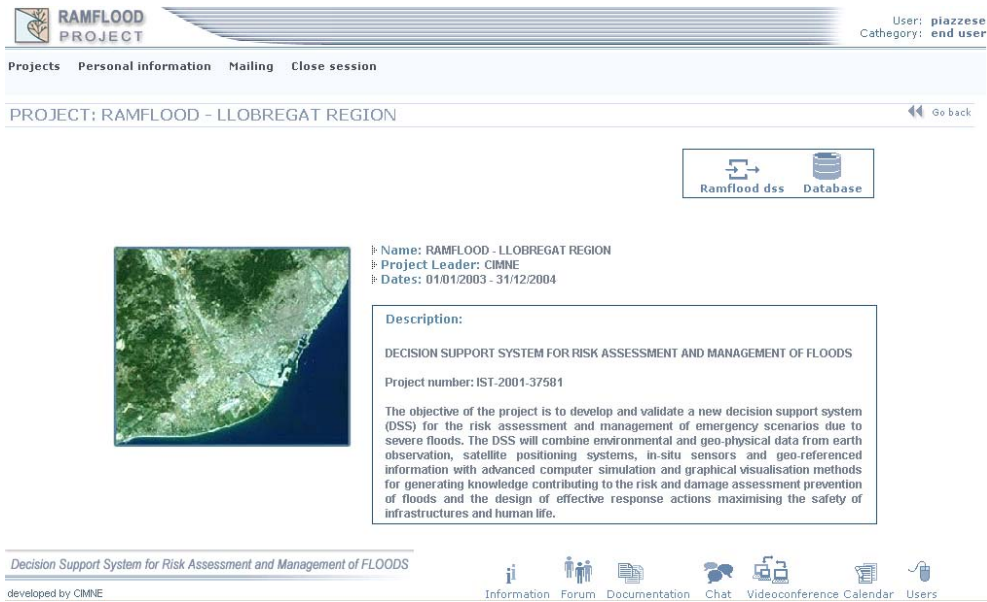 RAMFLOOD
PROJECT
User: piazzese
Cathegory: end user
Projects Personal information Mailing Close session
PROJECT: RAMFLOOD - LLOBREGAT REGION
Go back
Ramflood dss Database
Name: RAMFLOOD - LLOBREGAT REGION
Project Leader: CIMNE
Dates: 01/01/2003 - 31/12/2004
Description:
DECISION SUPPORT SYSTEM FOR RISK ASSESSMENT AND MANAGEMENT OF FLOODS
Project number: IST-2001-37581
The objective of the project is to develop and validate a new decision support system
(DSS) for the risk assessment and management of emergency scenarios due to
severe floods. The DSS will combine environmental and geo-physical data from earth
observation, satellite positioning systems, in-situ sensors and geo-referenced
information with advanced computer simulation and graphical visualisation methods
for generating knowledge contributing to the risk and damage assessment prevention
of floods and the design of effective response actions maximising the safety of
infrastructures and human life.
Decision Support System for Risk Assessment and Management of FLOODS
developed by CIMNE
Information Forum Documentation Chat Videoconference Calendar Users